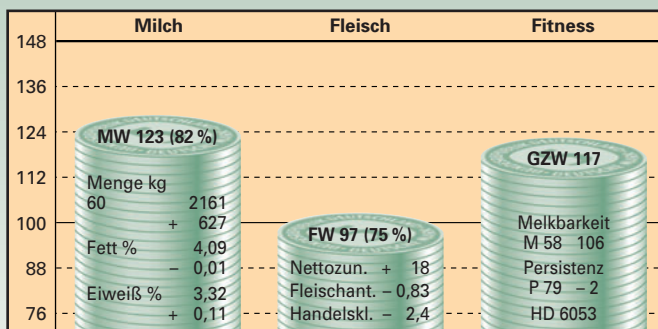 Milch Fleisch Fitness
148
136
124
112
100
88
76
MW 123 (82 %)
Menge kg
60 2161
+ 627
Fett % 4,09
– 0,01
Eiweiß % 3,32
+ 0,11
FW 97 (75 %)
Nettozun. + 18
Fleischant. – 0,83
Handelskl. – 2,4
GZW 117
Melkbarkeit
M 58 106
Persistenz
P 79 – 2
HD 6053